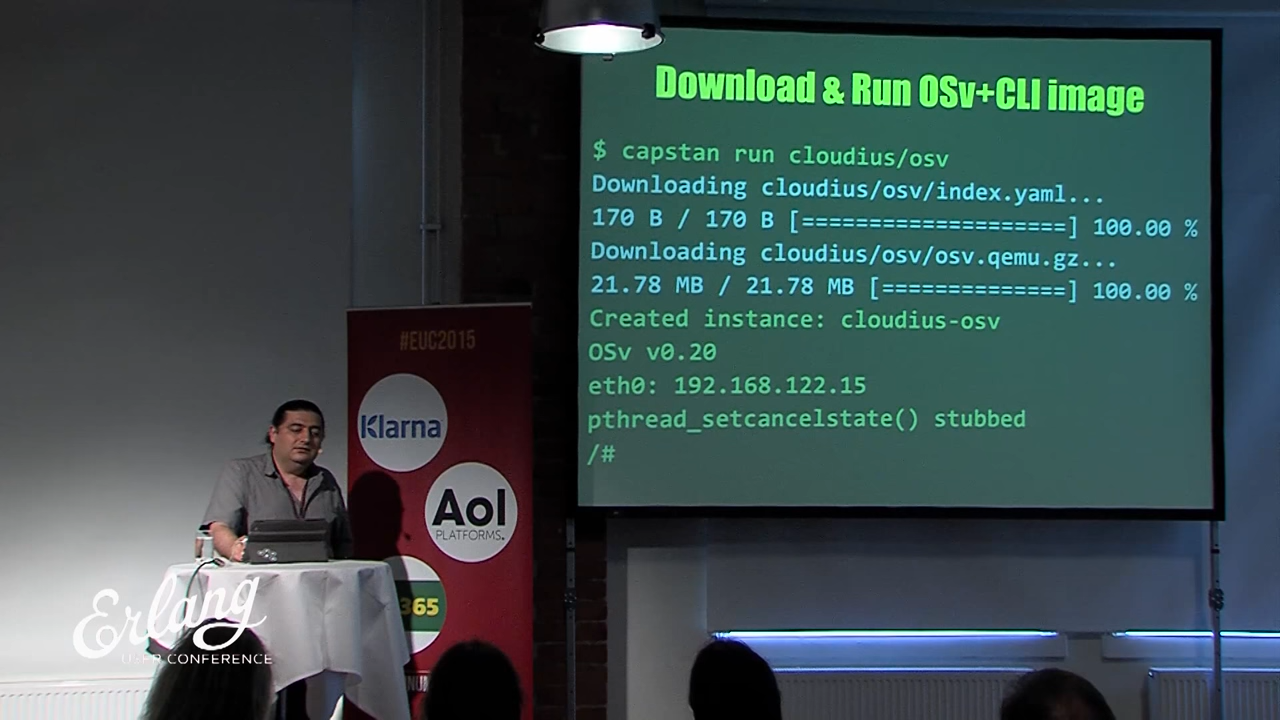 Download & Run OSv+CLI image
$ capstan run cloudius/osv
Downloading cloudius/osv/index.yaml...
170 B / 170 B [====================] 100.00 %
Downloading cloudius/osv/osv.qemu.gz...
21.78 MB / 21.78 MB [==============] 100.00 %
Created instance: cloudius-osv
OSv v0.20
eth0: 192.168.122.15
pthread_setcancelstate() stubbed
/#
#EUC2015
Klarna
Aol
PLATFORMS.
365
Erlang
USER CONFERENCE